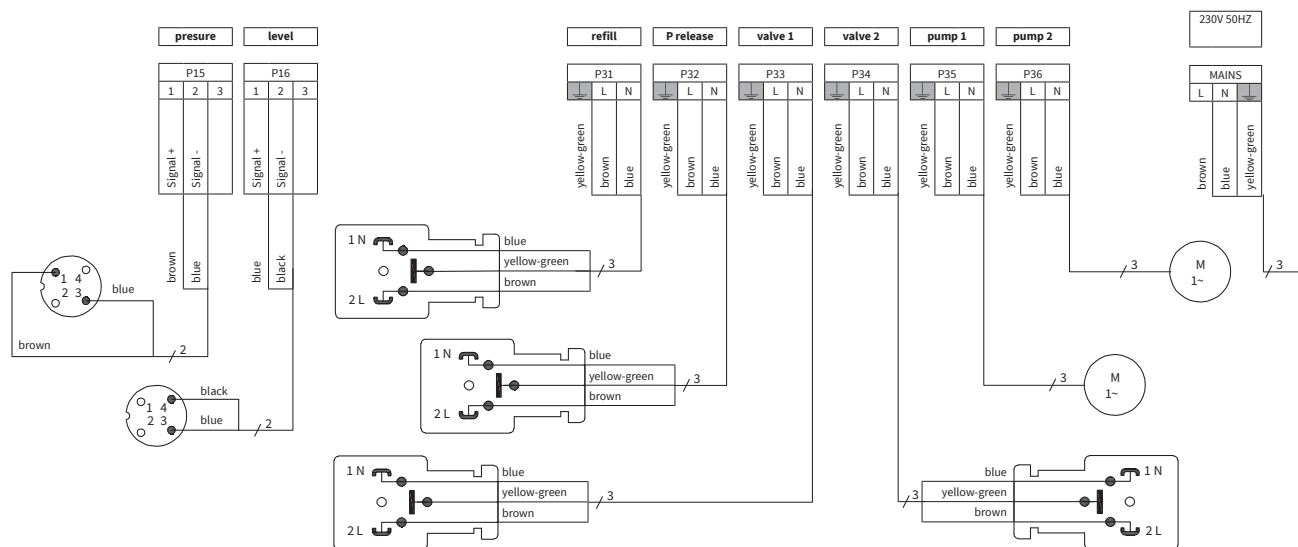 presure level refill P release valve 1 valve 2 pump 1 pump 2 230V 50HZ
P15 P16 P31 P32 P33 P34 P35 P36 MAINS
1 2 3 1 2 3 L N L N L N L N L N L N L N
Signal + Signal - Signal + Signal - yellow-green brown blue yellow-green brown blue yellow-green brown blue yellow-green brown blue yellow-green brown blue yellow-green brown blue brown blue yellow-green
brown blue blue black
1 N blue
yellow-green 3
brown
2 L
M
1~
3
3
1 4
2 3
blue
brown
2
1 N blue
yellow-green 3
brown
2 L
3
M
1~
black
1 4
2 3
blue
2
1 N blue
yellow-green 3
brown
2 L
blue 1 N
3 yellow-green
brown
2 L